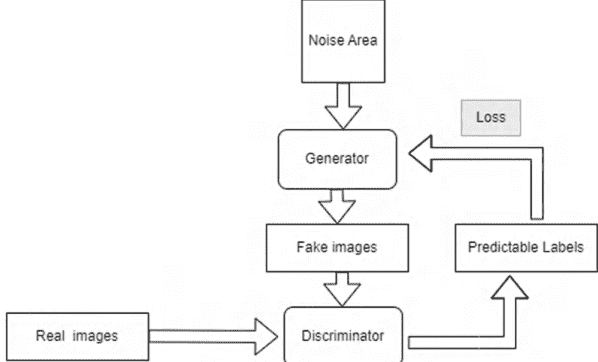 Noise Area
Loss
Generator
Fake images
Predictable Labels
Real images
Discriminator